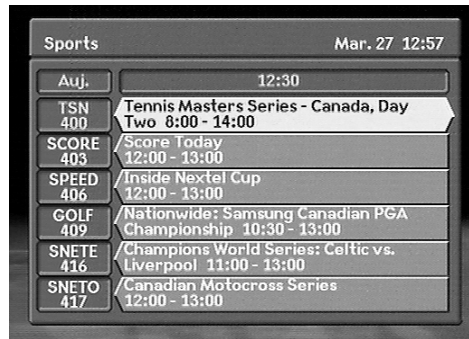 Sports Mar. 27 12:57
Auj. 12:30
TSN
400
Tennis Masters Series - Canada, Day
Two 8:00 - 14:00
SCORE
403
Score Today
12:00 - 13:00
SPEED
406
Inside Nextel Cup
12:00 - 13:00
GOLF
409
Nationwide: Samsung Canadian PGA
Championship 10:30 - 13:00
SNETE
416
Champions World Series: Celtic vs.
Liverpool 11:00 - 13:00
SNETO
417
Canadian Motocross Series
12:00 - 13:00